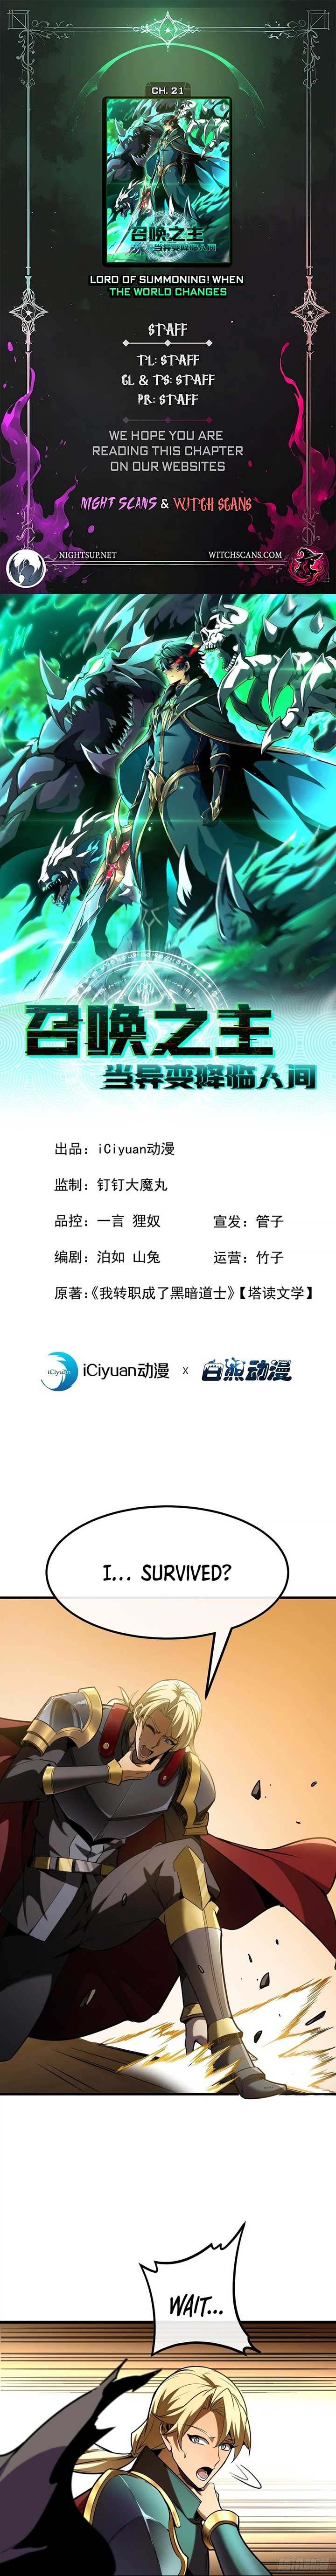 CH. 21
召唤之主
当异变降临人间
LORD OF SUMMONING! WHEN
THE WORLD CHANGES
STAFF
TL: STAFF
CL & TS: STAFF
PR: STAFF
WE HOPE YOU ARE
READING THIS CHAPTER
ON OUR WEBSITES
NIGHT SCANS & WITCH SCANS
NIGHTSUP.NET WITCHSCANS.COM
召唤之主
当异变降临人间
出品：iCiyuan动漫
监制：钉钉大魔丸
品控：一言 狸奴 宣发：管子
编剧：泊如 山兔 运营：竹子
原著：《我转职成了黑暗道士》【塔读文学】
iCiyuan iCiyuan动漫 x 白熊动漫
I... SURVIVED?
WAIT...